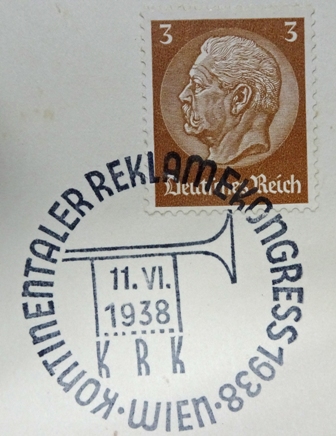 3 3
Deutsches Reich
KONTINENTALER REKLAMEKONGRESS 1938 · WIEN ·
11. VI.
1938
K R K